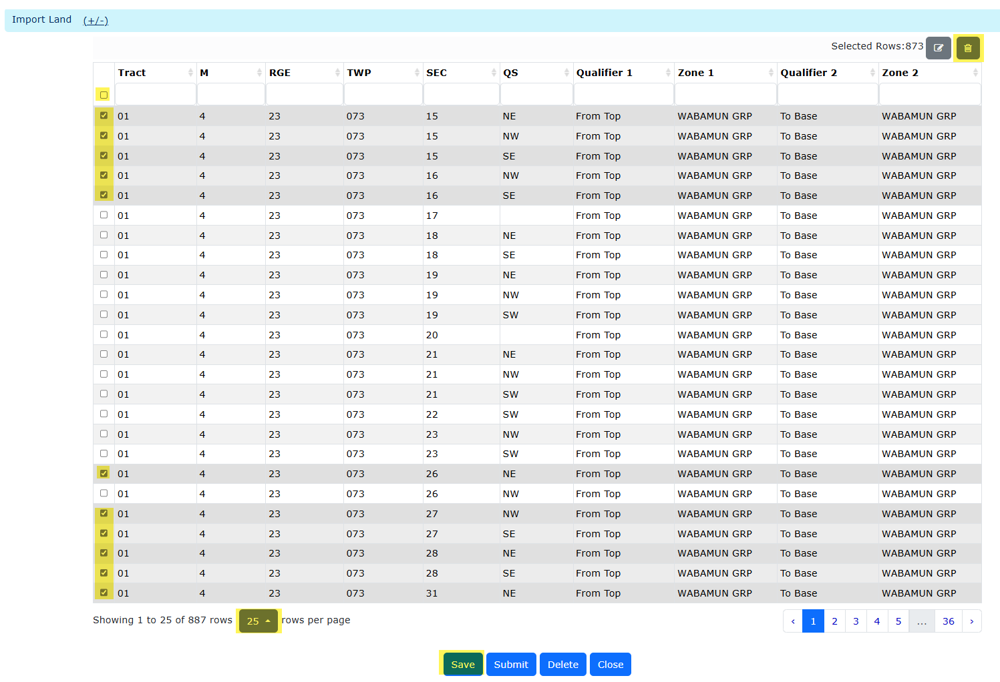 Import Land (+/-)
Selected Rows:873
Tract M RGE TWP SEC QS Qualifier 1 Zone 1 Qualifier 2 Zone 2
01 4 23 073 15 NE From Top WABAMUN GRP To Base WABAMUN GRP
01 4 23 073 15 NW From Top WABAMUN GRP To Base WABAMUN GRP
01 4 23 073 15 SE From Top WABAMUN GRP To Base WABAMUN GRP
01 4 23 073 16 NW From Top WABAMUN GRP To Base WABAMUN GRP
01 4 23 073 16 SE From Top WABAMUN GRP To Base WABAMUN GRP
01 4 23 073 17 From Top WABAMUN GRP To Base WABAMUN GRP
01 4 23 073 18 NE From Top WABAMUN GRP To Base WABAMUN GRP
01 4 23 073 18 SE From Top WABAMUN GRP To Base WABAMUN GRP
01 4 23 073 19 NE From Top WABAMUN GRP To Base WABAMUN GRP
01 4 23 073 19 NW From Top WABAMUN GRP To Base WABAMUN GRP
01 4 23 073 19 SW From Top WABAMUN GRP To Base WABAMUN GRP
01 4 23 073 20 From Top WABAMUN GRP To Base WABAMUN GRP
01 4 23 073 21 NE From Top WABAMUN GRP To Base WABAMUN GRP
01 4 23 073 21 NW From Top WABAMUN GRP To Base WABAMUN GRP
01 4 23 073 21 SW From Top WABAMUN GRP To Base WABAMUN GRP
01 4 23 073 22 SW From Top WABAMUN GRP To Base WABAMUN GRP
01 4 23 073 23 NW From Top WABAMUN GRP To Base WABAMUN GRP
01 4 23 073 23 SW From Top WABAMUN GRP To Base WABAMUN GRP
01 4 23 073 26 NE From Top WABAMUN GRP To Base WABAMUN GRP
01 4 23 073 26 NW From Top WABAMUN GRP To Base WABAMUN GRP
01 4 23 073 27 NW From Top WABAMUN GRP To Base WABAMUN GRP
01 4 23 073 27 SE From Top WABAMUN GRP To Base WABAMUN GRP
01 4 23 073 28 NE From Top WABAMUN GRP To Base WABAMUN GRP
01 4 23 073 28 SE From Top WABAMUN GRP To Base WABAMUN GRP
01 4 23 073 31 NE From Top WABAMUN GRP To Base WABAMUN GRP
Showing 1 to 25 of 887 rows 25 rows per page ‹ 1 2 3 4 5 ... 36 ›
Save Submit Delete Close